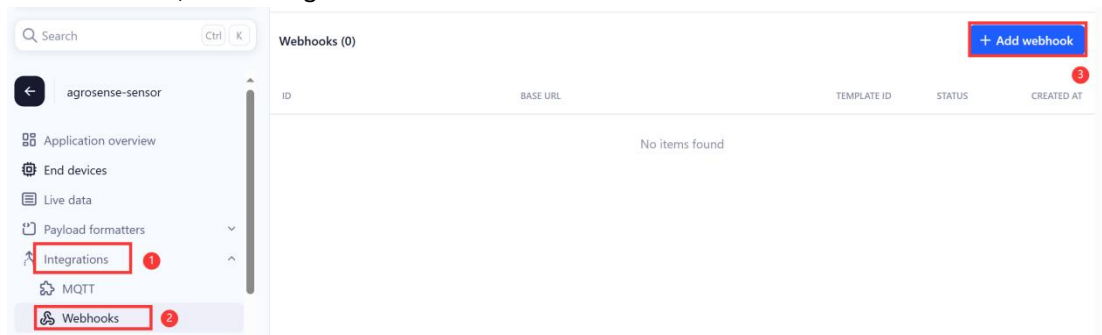 Search Ctrl K
agrosense-sensor
Application overview
End devices
Live data
Payload formatters
Integrations 1
MQTT
Webhooks 2
Webhooks (0)
+ Add webhook
3
ID BASE URL TEMPLATE ID STATUS CREATED AT
No items found